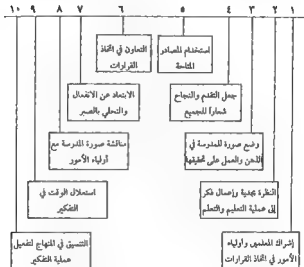 ١ ٢ ٣ ٤ ٥ ٦ ٧ ٨ ٩ ١٠
استخدام المصادر
المتاحة
التعاون في اتخاذ
القرارات
جعل التقدم والنجاح
شعاراً للجميع
الابتعاد عن الانفعال
والتحلي بالصبر
وضع صورة للمدرسة في
الذهن والعمل على تحقيقها
مناقشة صورة المدرسة مع
أولياء الأمور
النظرة بجدية وإعمال فكر
إلى عملية التعليم والتعلم
استغلال الوقت في
التفكير
إشراك المعلمين وأولياء
الأمور في اتخاذ القرارات
التنسيق في المنهاج لتفعيل
عملية التفكير